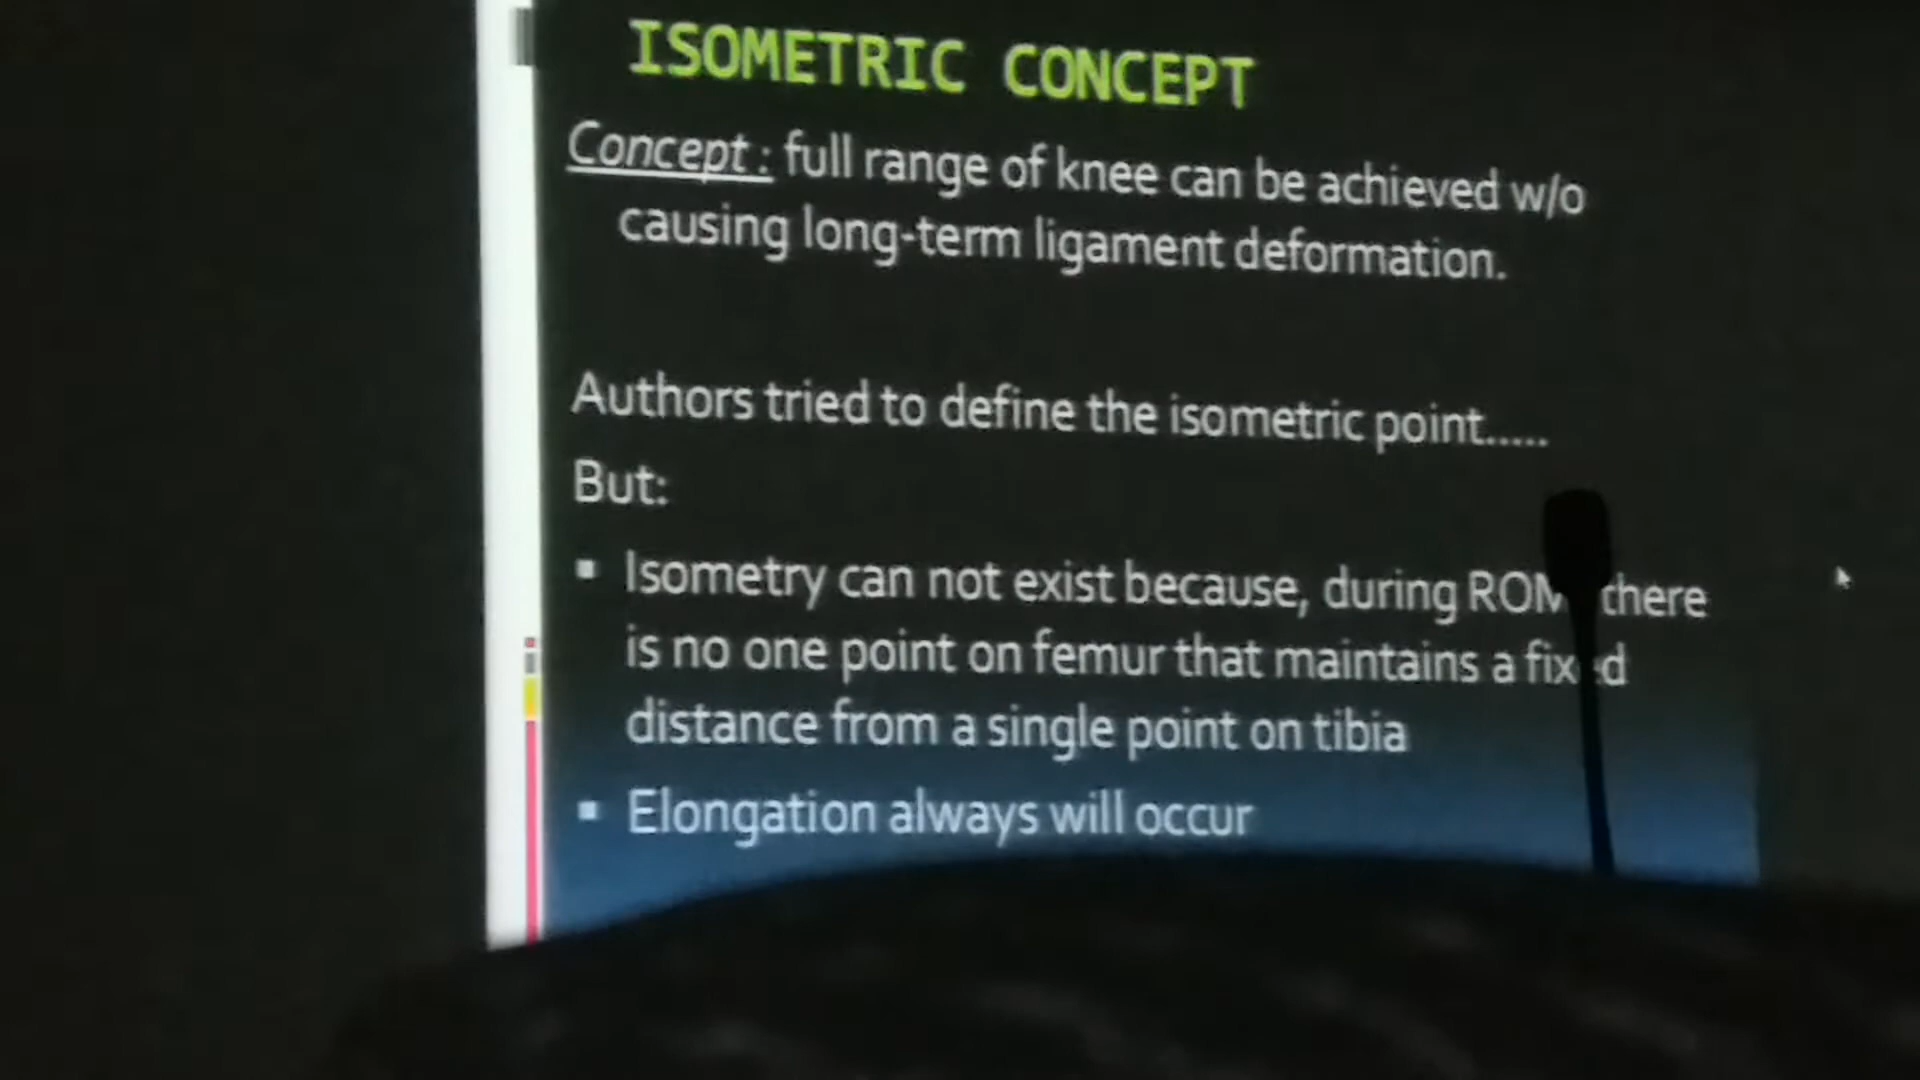 ISOMETRIC CONCEPT
Concept : full range of knee can be achieved w/o
causing long-term ligament deformation.
Authors tried to define the isometric point.....
But:
▪ Isometry can not exist because, during ROM there
is no one point on femur that maintains a fixed
distance from a single point on tibia
▪ Elongation always will occur